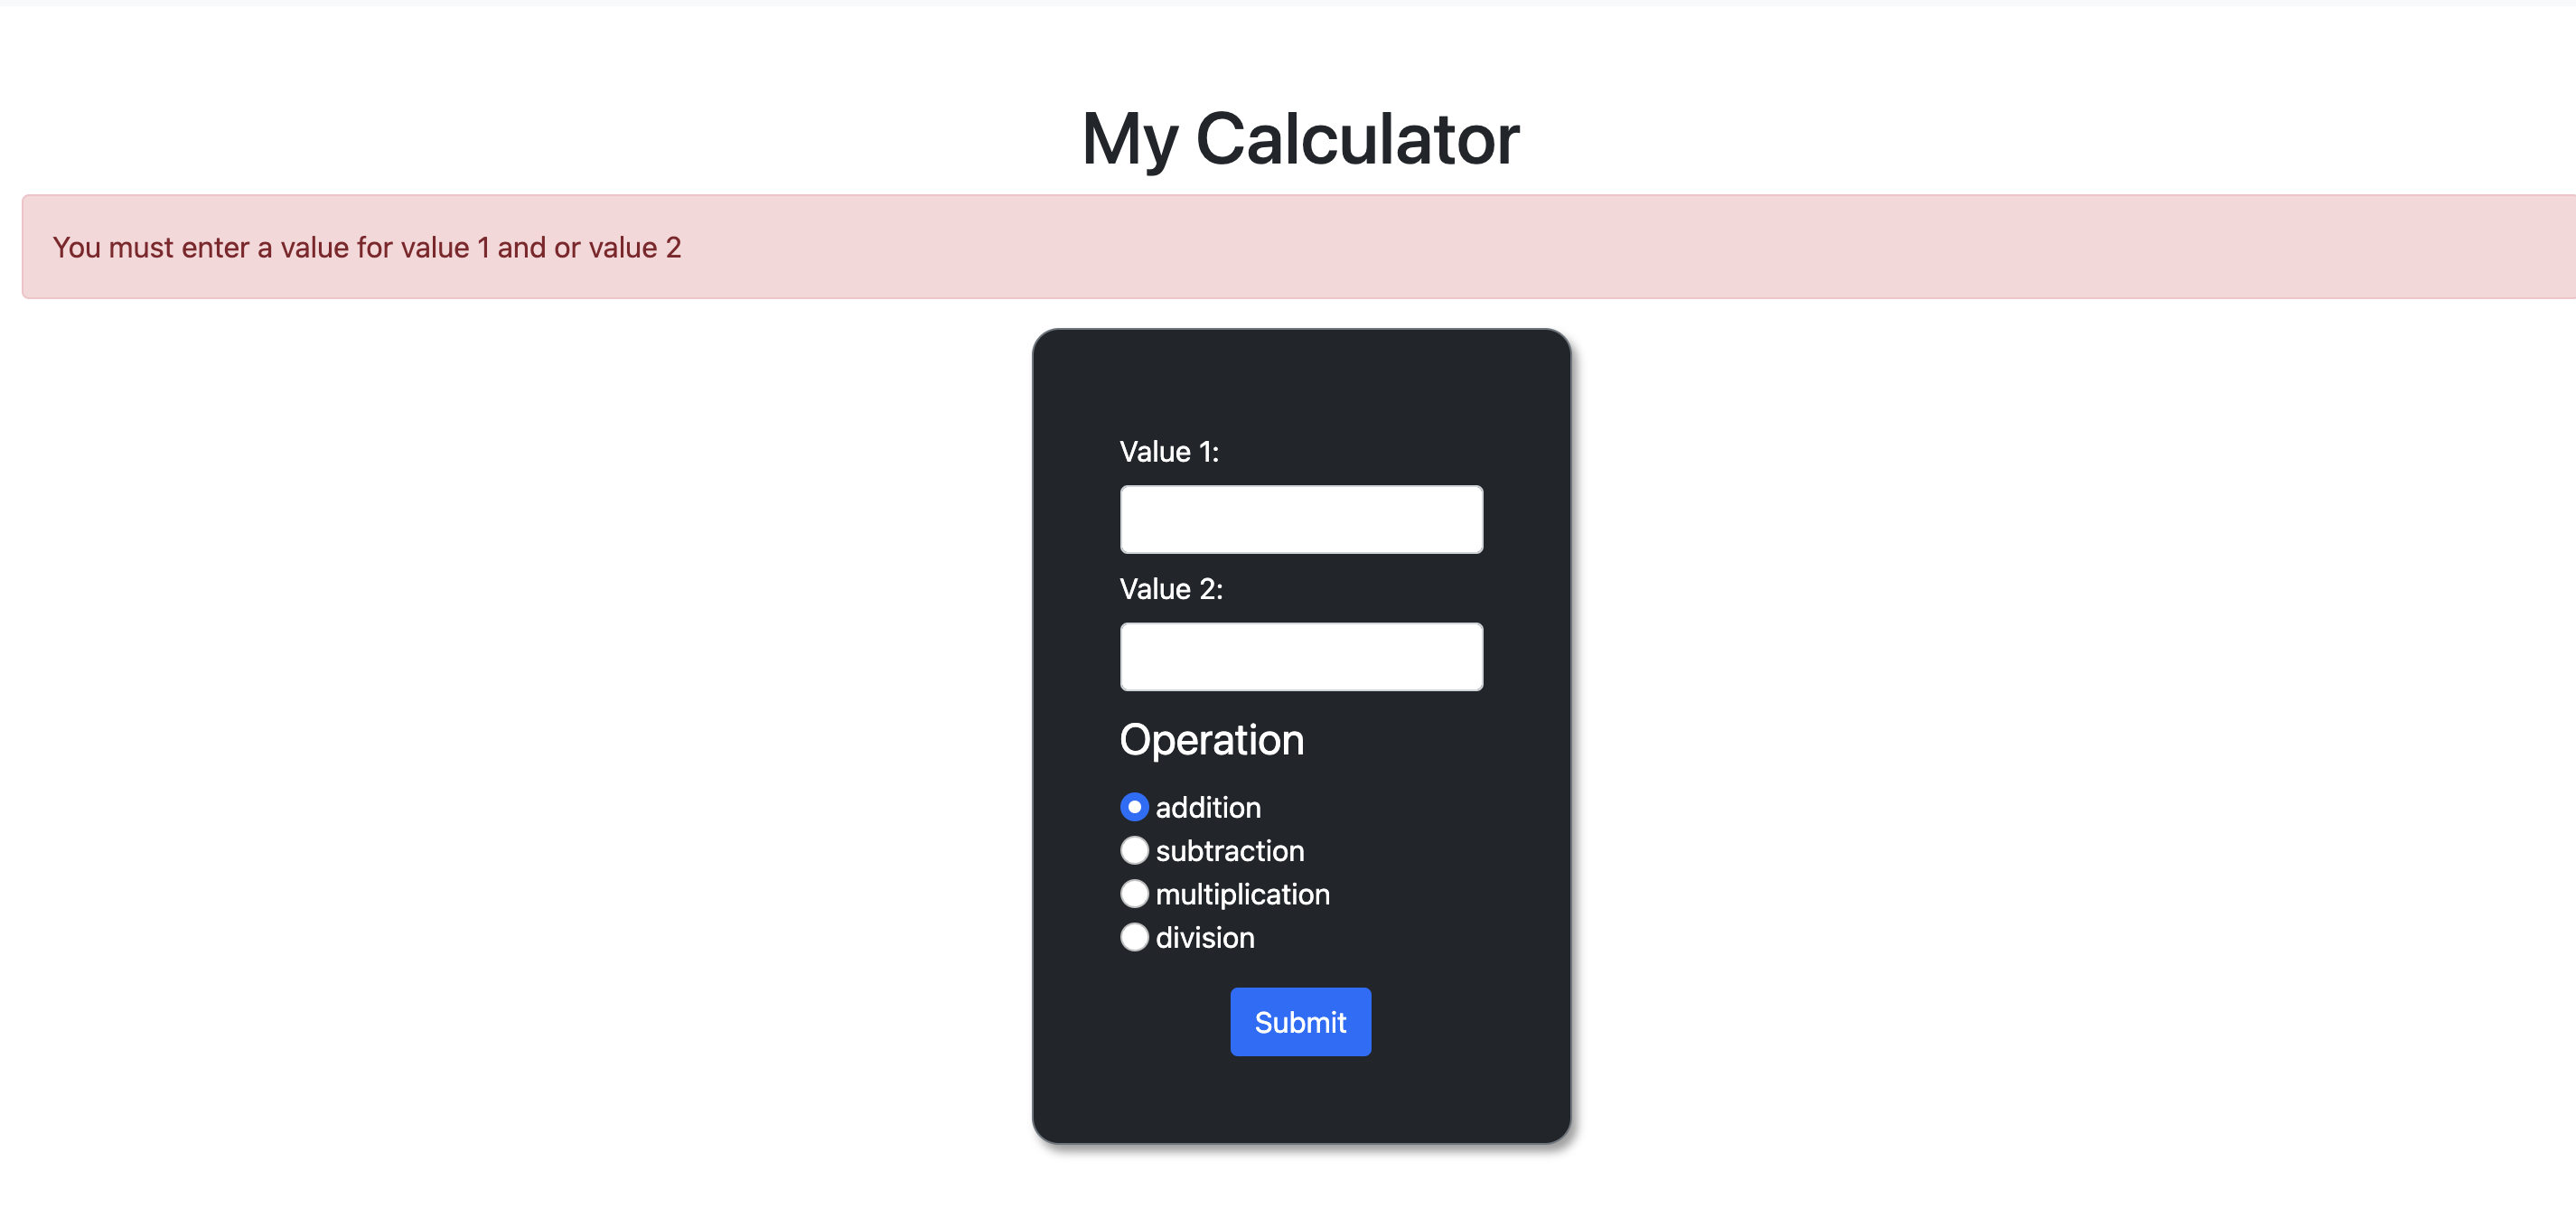 My Calculator
You must enter a value for value 1 and or value 2
Value 1:
Value 2:
Operation
addition
subtraction
multiplication
division
Submit